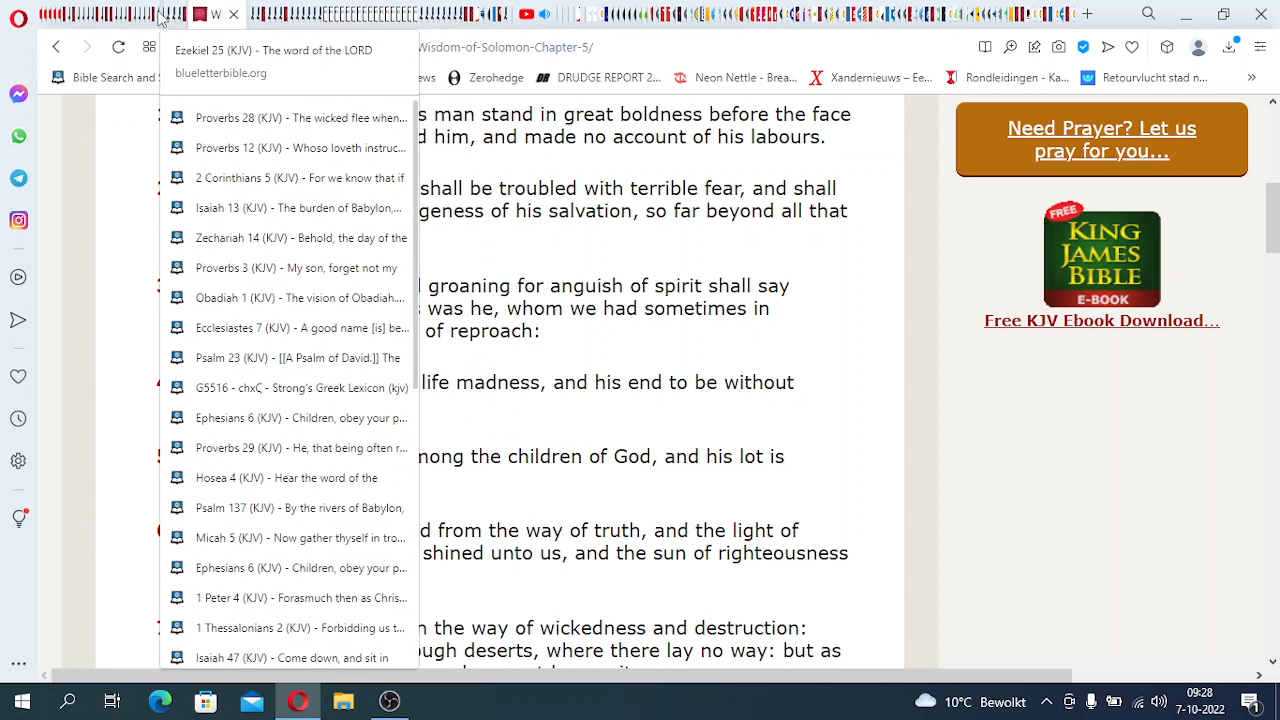 W
Wisdom-of-Solomon-Chapter-5/
Bible Search and S
ews
Zerohedge
DRUDGE REPORT 2...
Neon Nettle - Brea...
Xandernieuws – Ee...
Rondleidingen - Ka...
Retourvlucht stad n...
»
Ezekiel 25 (KJV) - The word of the LORD
blueletterbible.org
Proverbs 28 (KJV) - The wicked flee when...
Proverbs 12 (KJV) - Whoso loveth instruc...
2 Corinthians 5 (KJV) - For we know that if
Isaiah 13 (KJV) - The burden of Babylon,...
Zechariah 14 (KJV) - Behold, the day of the
Proverbs 3 (KJV) - My son, forget not my
Obadiah 1 (KJV) - The vision of Obadiah....
Ecclesiastes 7 (KJV) - A good name [is] be...
Psalm 23 (KJV) - [[A Psalm of David.]] The
G5516 - chxC - Strong's Greek Lexicon (kjv)
Ephesians 6 (KJV) - Children, obey your p...
Proverbs 29 (KJV) - He, that being often r...
Hosea 4 (KJV) - Hear the word of the
Psalm 137 (KJV) - By the rivers of Babylon,
Micah 5 (KJV) - Now gather thyself in tro...
Ephesians 6 (KJV) - Children, obey your p...
1 Peter 4 (KJV) - Forasmuch then as Chris...
1 Thessalonians 2 (KJV) - Forbidding us t...
Isaiah 47 (KJV) - Come down, and sit in
s man stand in great boldness before the face
d him, and made no account of his labours.
shall be troubled with terrible fear, and shall
geness of his salvation, so far beyond all that
groaning for anguish of spirit shall say
s was he, whom we had sometimes in
of reproach:
life madness, and his end to be without
mong the children of God, and his lot is
d from the way of truth, and the light of
shined unto us, and the sun of righteousness
n the way of wickedness and destruction:
ough deserts, where there lay no way: but as
Need Prayer? Let us
pray for you...
FREE
KING
JAMES
BIBLE
E-BOOK
Free KJV Ebook Download...
10°C Bewolkt
09:28
7-10-2022
1